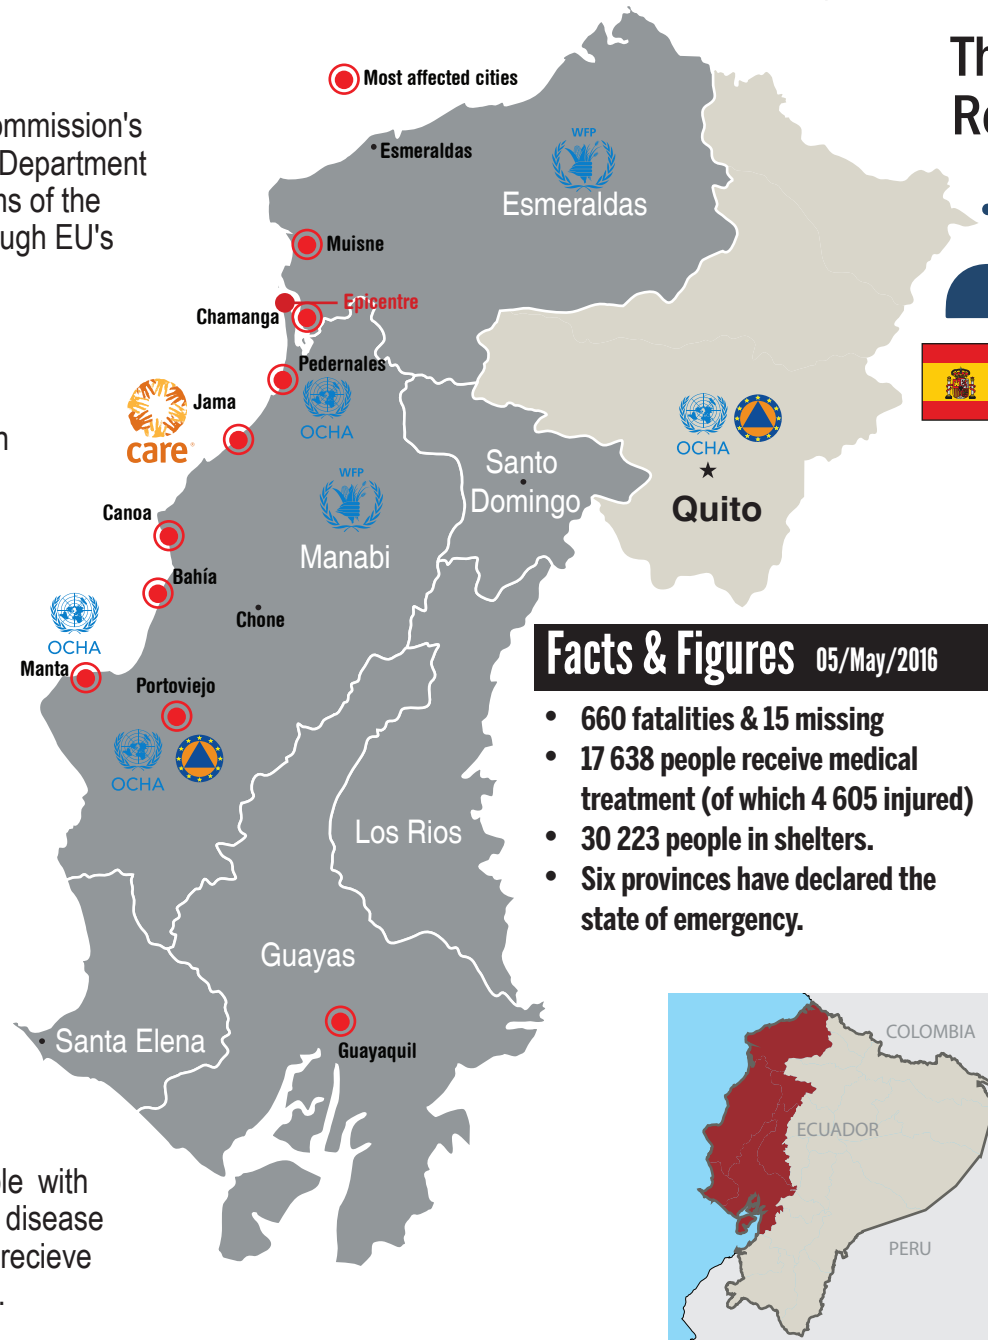 Most affected cities
ommission's
Department
ns of the
ugh EU's
Th
Re
WFP
Esmeraldas
Esmeraldas
Muisne
Epicentre
Chamanga
Pedernales
OCHA
Jama
care
n
WFP
Manabi
Santo
Domingo
OCHA
Quito
Canoa
Bahía
Chone
OCHA
Manta
Portoviejo
OCHA
Facts & Figures 05/May/2016
• 660 fatalities & 15 missing
• 17 638 people receive medical
treatment (of which 4 605 injured)
• 30 223 people in shelters.
• Six provinces have declared the
state of emergency.
Los Rios
Guayas
Santa Elena
Guayaquil
COLOMBIA
ECUADOR
PERU
le with
disease
recieve
.